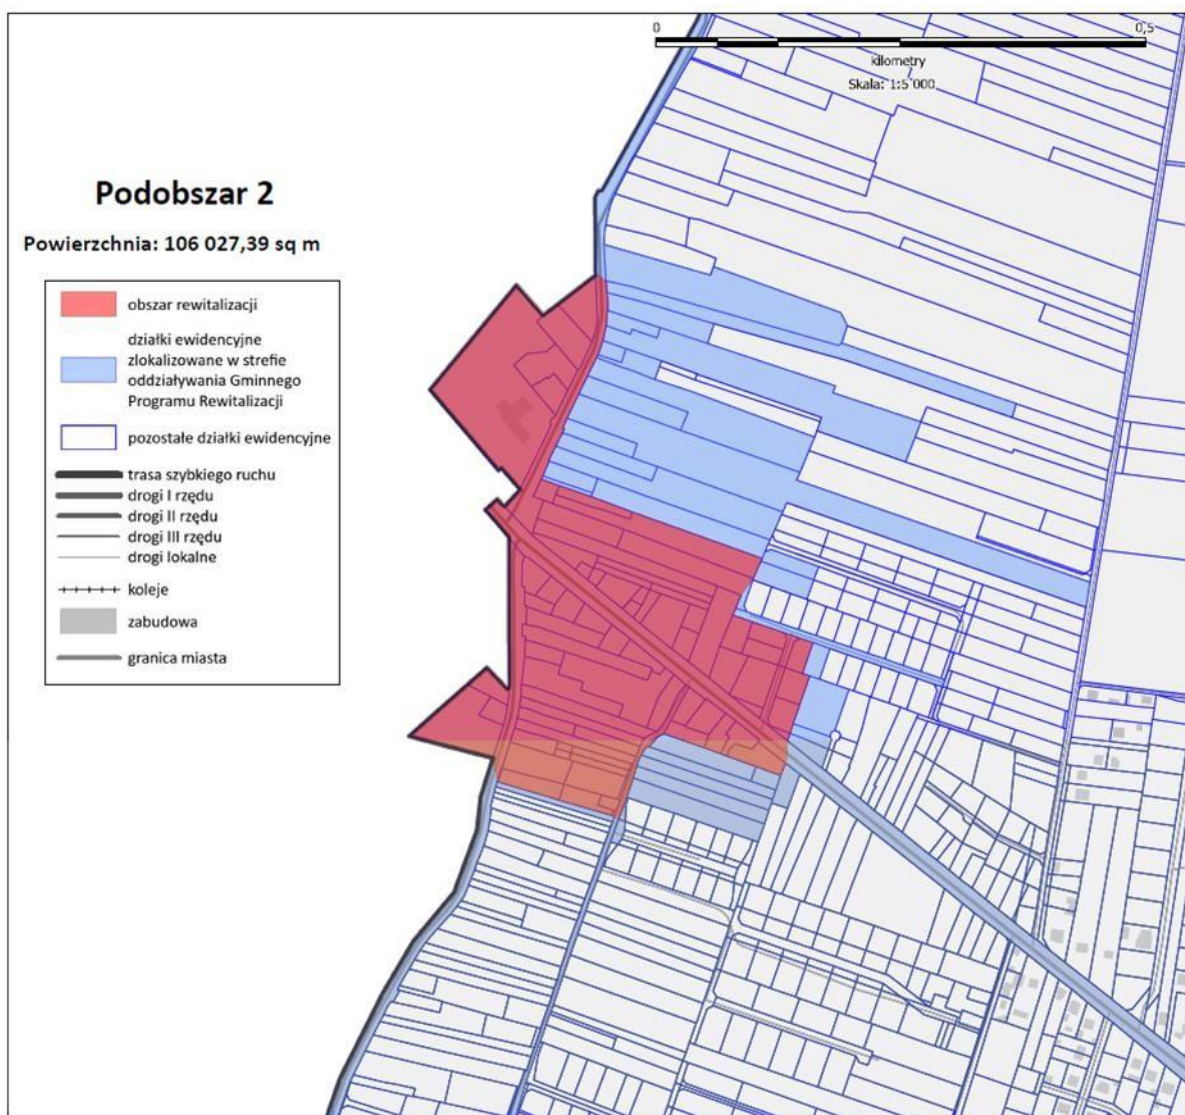 0 0,5
kilometry
Skala: 1:5 000
Podobszar 2
Powierzchnia: 106 027,39 sq m
obszar rewitalizacji
działki ewidencyjne
zlokalizowane w strefie
oddziaływania Gminnego
Programu Rewitalizacji
pozostałe działki ewidencyjne
trasa szybkiego ruchu
drogi I rzędu
drogi II rzędu
drogi III rzędu
drogi lokalne
koleje
zabudowa
granica miasta